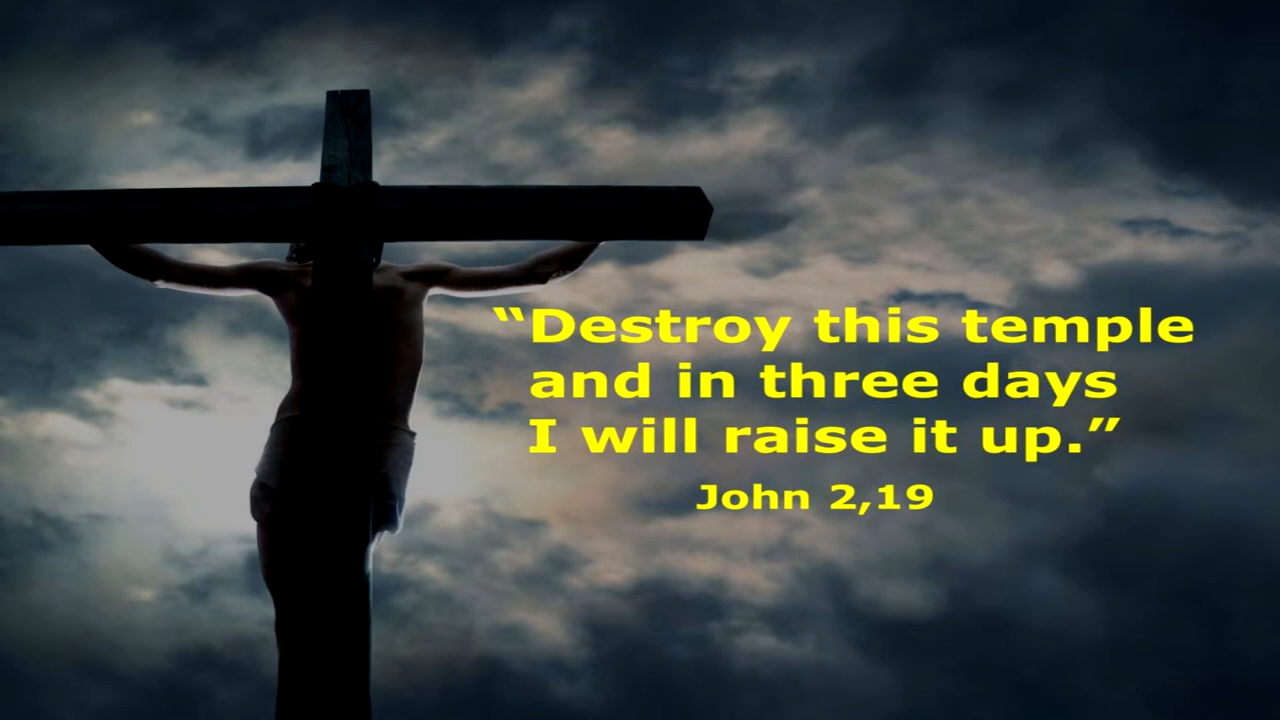 “Destroy this temple
and in three days
I will raise it up.”
John 2,19